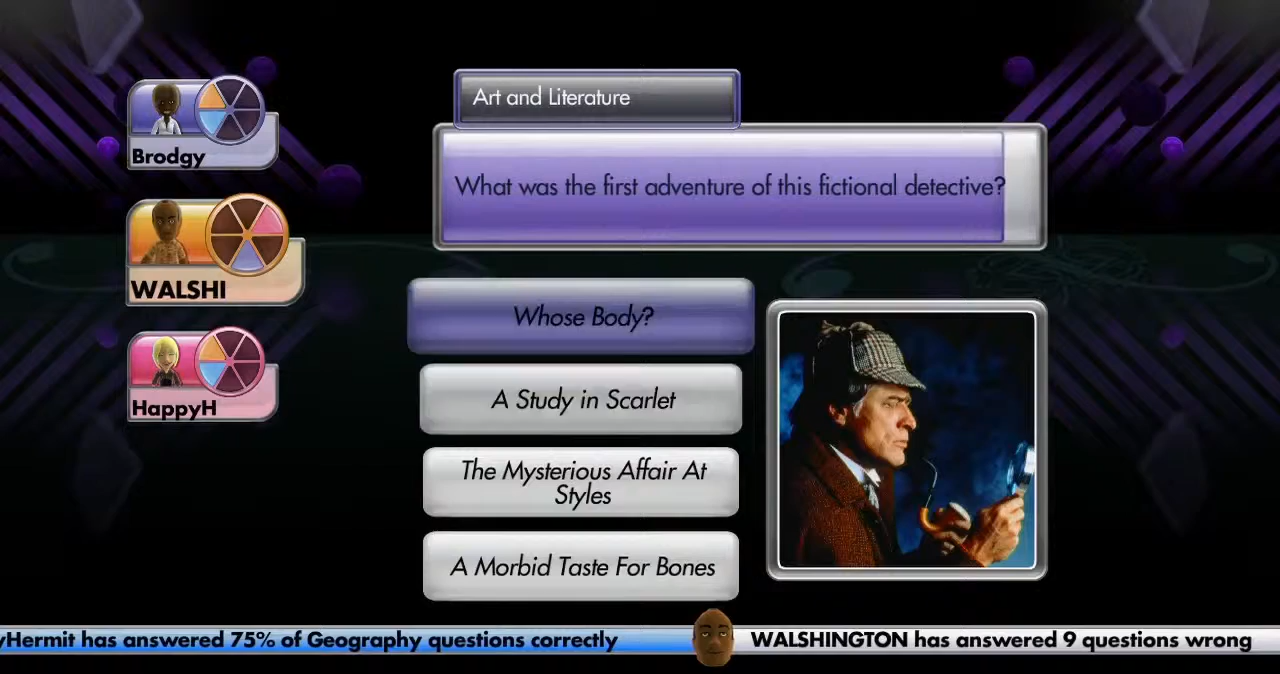 Art and Literature
What was the first adventure of this fictional detective?
Brodgy
WALSHI
HappyH
Whose Body?
A Study in Scarlet
The Mysterious Affair At
Styles
A Morbid Taste For Bones
yHermit has answered 75% of Geography questions correctly
WALSHINGTON has answered 9 questions wrong